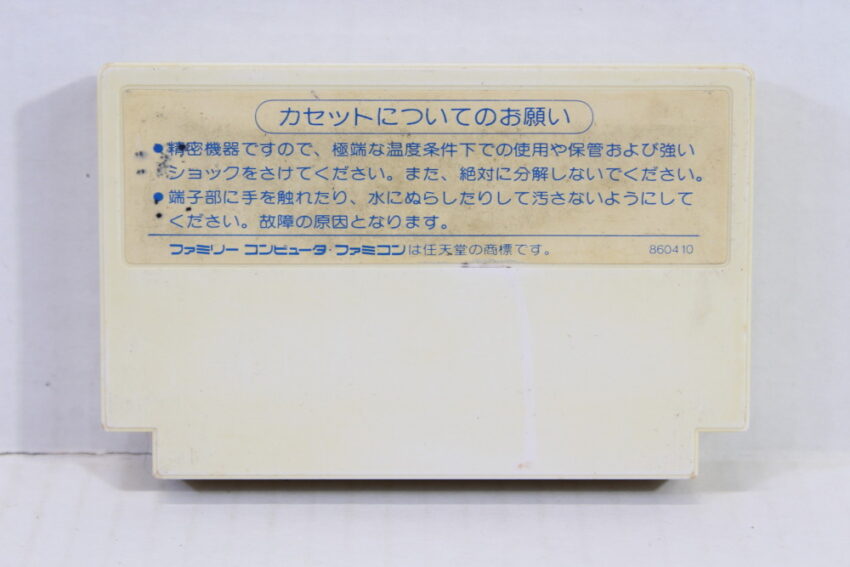 カセットについてのお願い
●精密機器ですので、極端な温度条件下での使用や保管および強い
ショックをさけてください。また、絶対に分解しないでください。
●端子部に手を触れたり、水にぬらしたりして汚さないようにして
ください。故障の原因となります。
ファミリー コンピュータ・ファミコンは任天堂の商標です。 860410